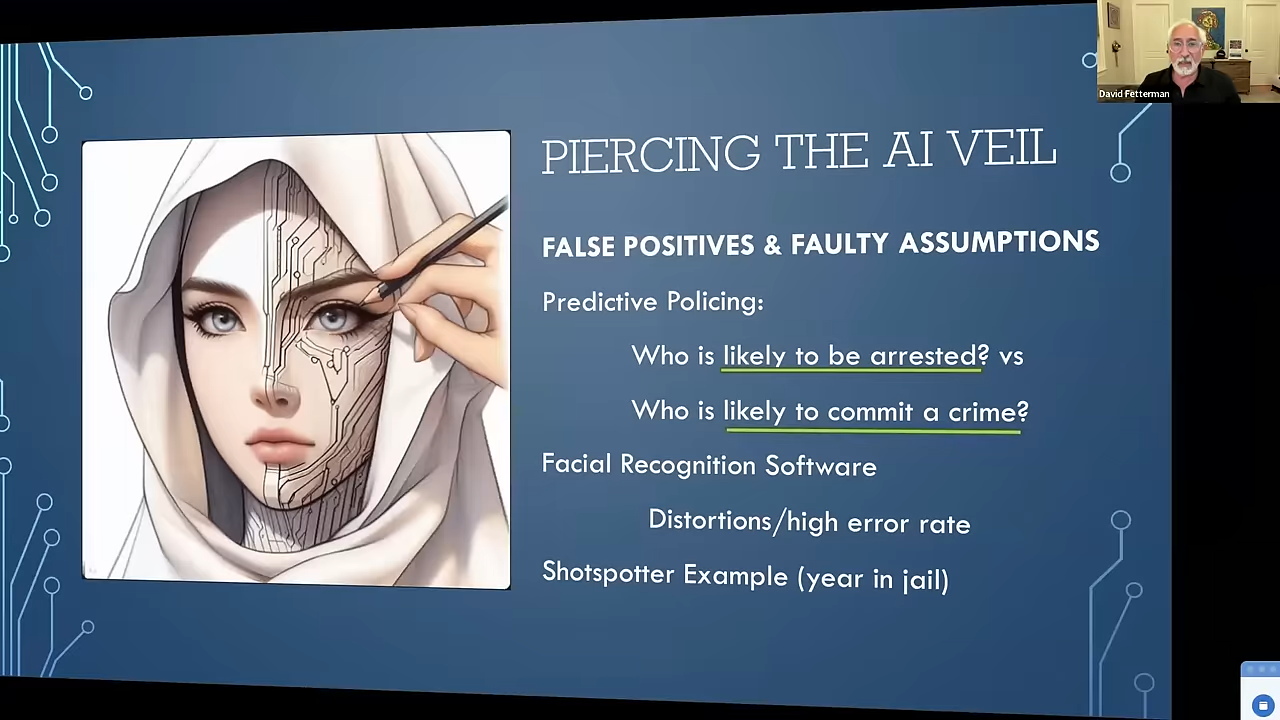 David Fetterman
PIERCING THE AI VEIL
FALSE POSITIVES & FAULTY ASSUMPTIONS
Predictive Policing:
Who is likely to be arrested? vs
Who is likely to commit a crime?
Facial Recognition Software
Distortions/high error rate
Shotspotter Example (year in jail)